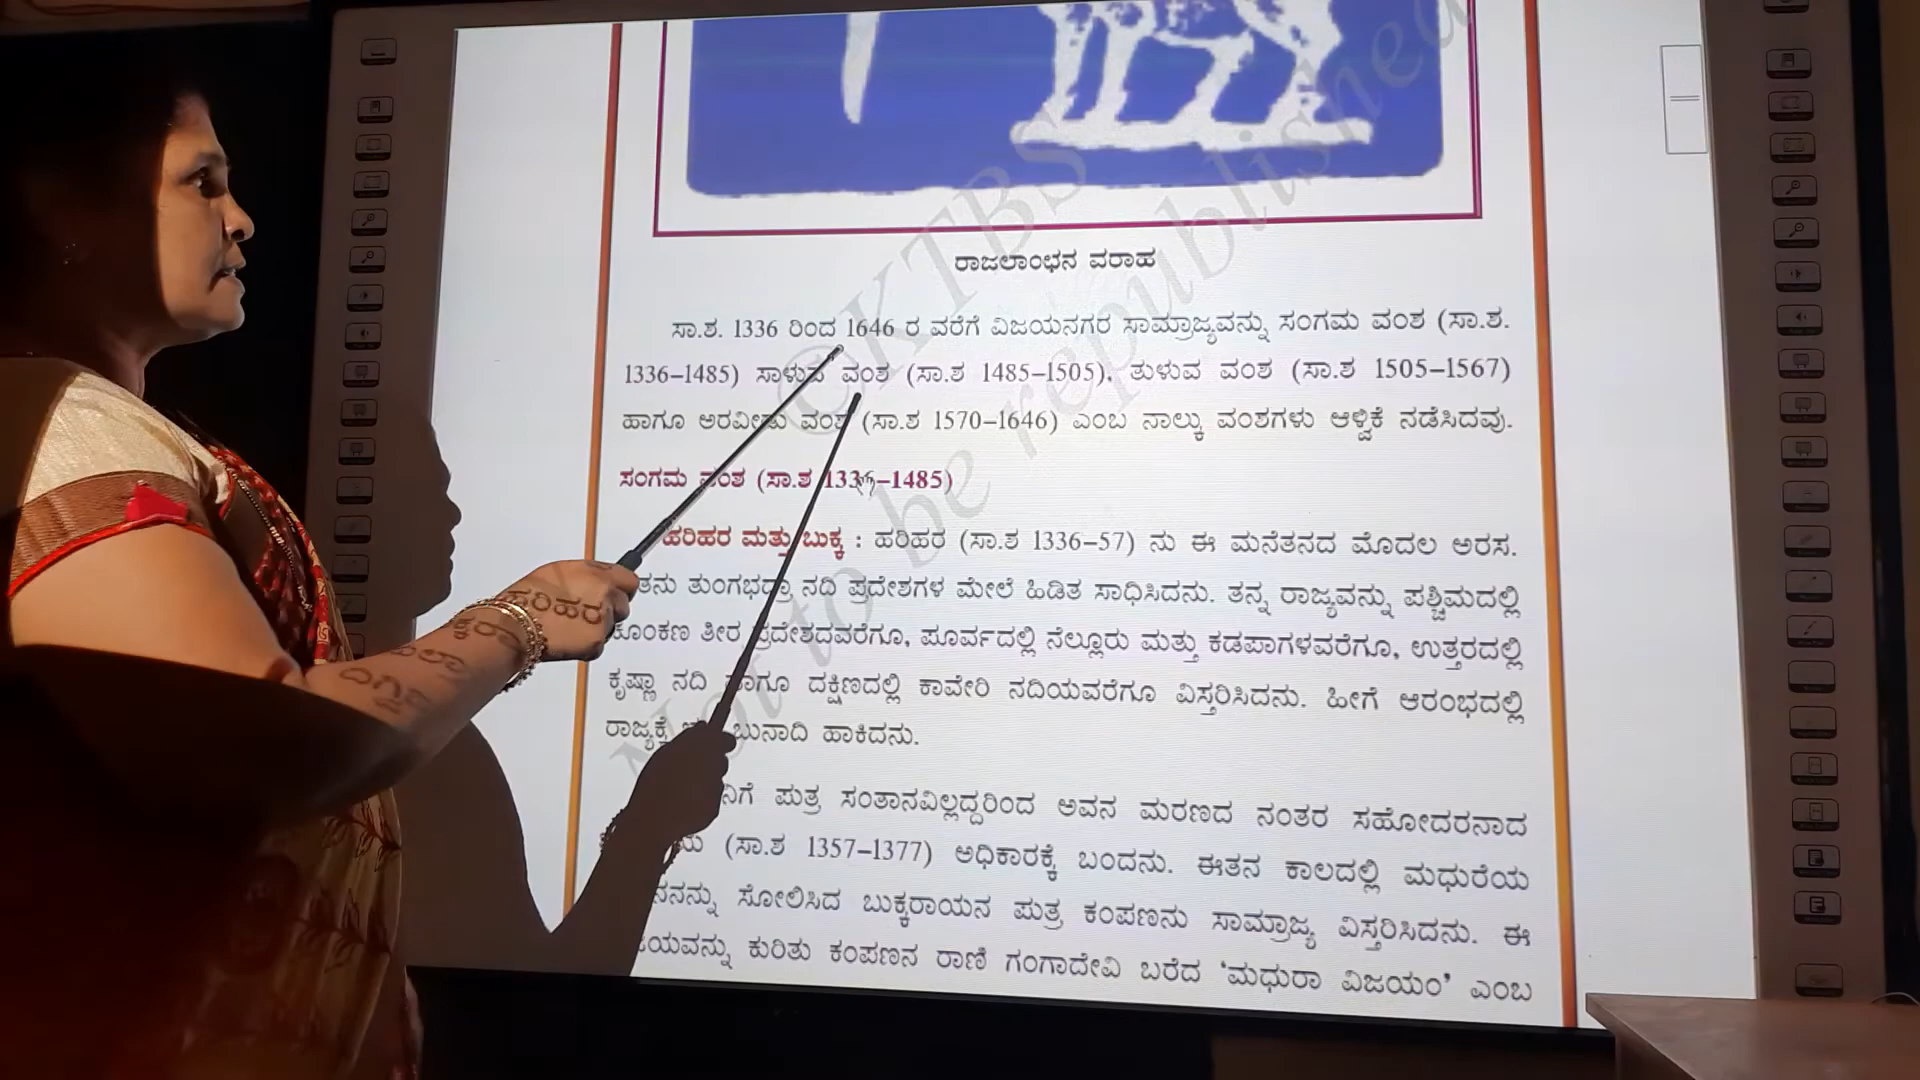 ರಾಜಲಾಂಛನ ವರಾಹ
ಸಾ.ಶ. 1336 ರಿಂದ 1646 ರ ವರೆಗೆ ವಿಜಯನಗರ ಸಾಮ್ರಾಜ್ಯವನ್ನು ಸಂಗಮ ವಂಶ (ಸಾ.ಶ.
1336–1485) ಸಾಳುವ ವಂಶ (ಸಾ.ಶ 1485–1505), ತುಳುವ ವಂಶ (ಸಾ.ಶ 1505–1567)
ಹಾಗೂ ಅರವೀಡು ವಂಶ (ಸಾ.ಶ 1570–1646) ಎಂಬ ನಾಲ್ಕು ವಂಶಗಳು ಆಳ್ವಿಕೆ ನಡೆಸಿದವು.
ಸಂಗಮ ವಂಶ (ಸಾ.ಶ 1336–1485)
ಹರಿಹರ ಮತ್ತು ಬುಕ್ಕ : ಹರಿಹರ (ಸಾ.ಶ 1336–57) ನು ಈ ಮನೆತನದ ಮೊದಲ ಅರಸ.
ತುಂಗಭದ್ರಾ ನದಿ ಪ್ರದೇಶಗಳ ಮೇಲೆ ಹಿಡಿತ ಸಾಧಿಸಿದನು. ತನ್ನ ರಾಜ್ಯವನ್ನು ಪಶ್ಚಿಮದಲ್ಲಿ
ಕೊಂಕಣ ತೀರ ಪ್ರದೇಶದವರೆಗೂ, ಪೂರ್ವದಲ್ಲಿ ನೆಲ್ಲೂರು ಮತ್ತು ಕಡಪಾಗಳವರೆಗೂ, ಉತ್ತರದಲ್ಲಿ
ಕೃಷ್ಣಾ ನದಿ ಹಾಗೂ ದಕ್ಷಿಣದಲ್ಲಿ ಕಾವೇರಿ ನದಿಯವರೆಗೂ ವಿಸ್ತರಿಸಿದನು. ಹೀಗೆ ಆರಂಭದಲ್ಲಿ
ರಾಜ್ಯಕ್ಕೆ ಬುನಾದಿ ಹಾಕಿದನು.
ಪುತ್ರ ಸಂತಾನವಿಲ್ಲದ್ದರಿಂದ ಅವನ ಮರಣದ ನಂತರ ಸಹೋದರನಾದ
(ಸಾ.ಶ 1357–1377) ಅಧಿಕಾರಕ್ಕೆ ಬಂದನು. ಈತನ ಕಾಲದಲ್ಲಿ ಮಧುರೆಯ
ಸೋಲಿಸಿದ ಬುಕ್ಕರಾಯನ ಪುತ್ರ ಕಂಪಣನು ಸಾಮ್ರಾಜ್ಯ ವಿಸ್ತರಿಸಿದನು. ಈ
ಕುರಿತು ಕಂಪಣನ ರಾಣಿ ಗಂಗಾದೇವಿ ಬರೆದ ‘ಮಧುರಾ ವಿಜಯಂ’ ಎಂಬ
©KTBS
Not to be republished
ಹರಿಹರ